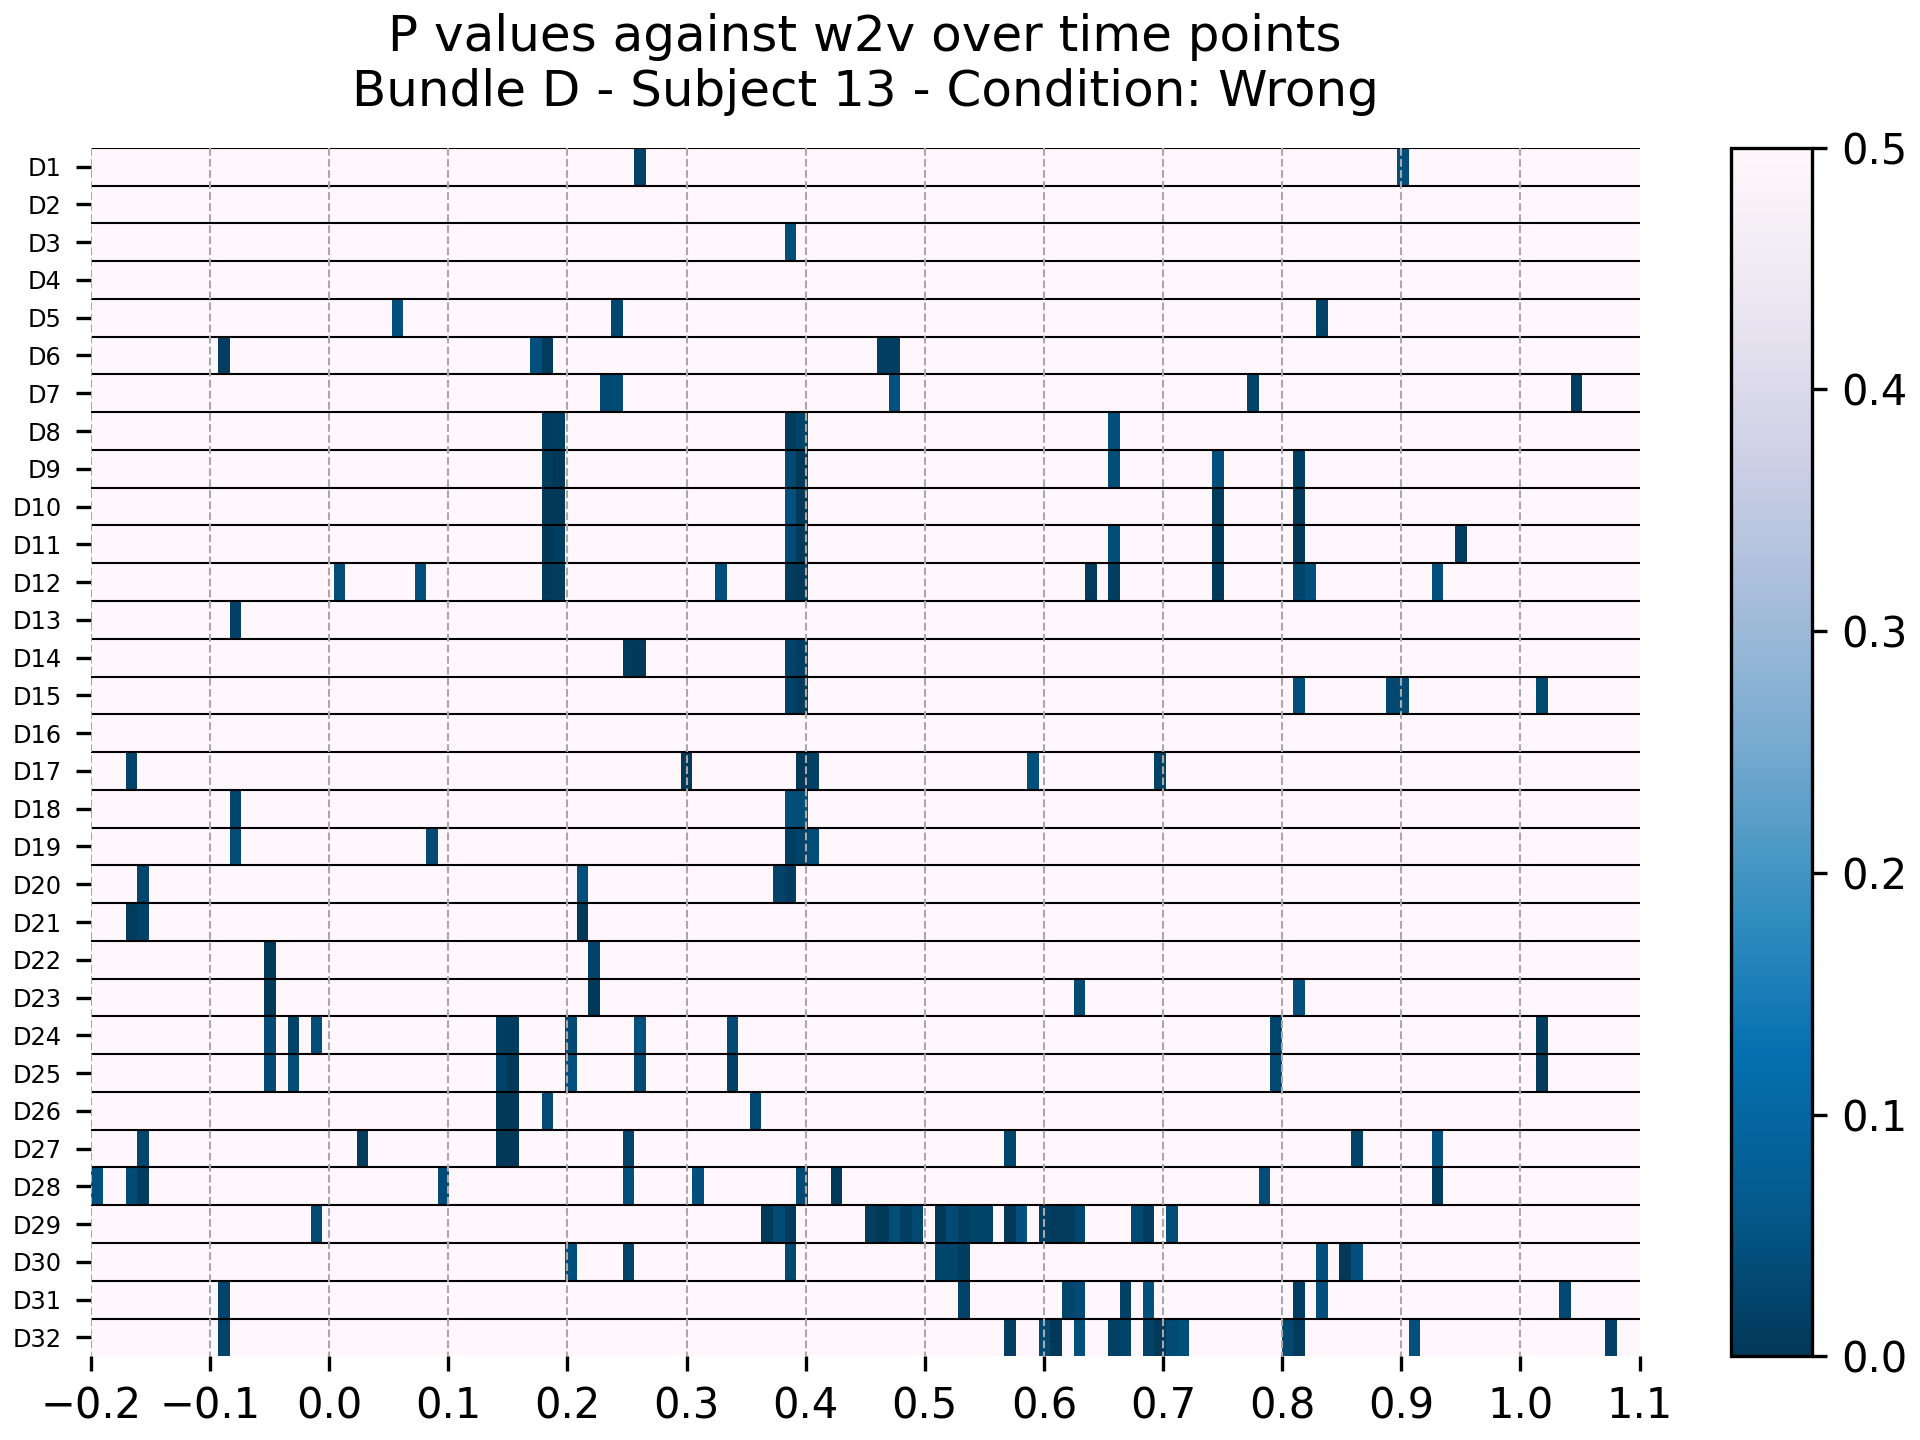 P values against w2v over time points
Bundle D - Subject 13 - Condition: Wrong
D1
D2
D3
D4
D5
D6
D7
D8
D9
D10
D11
D12
D13
D14
D15
D16
D17
D18
D19
D20
D21
D22
D23
D24
D25
D26
D27
D28
D29
D30
D31
D32
−0.2 −0.1 0.0 0.1 0.2 0.3 0.4 0.5 0.6 0.7 0.8 0.9 1.0 1.1
0.5
0.4
0.3
0.2
0.1
0.0